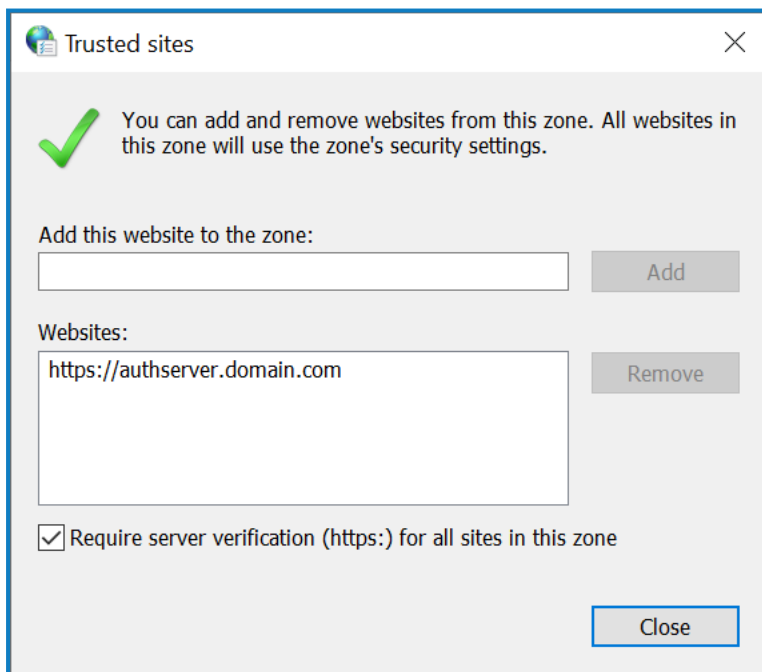 Trusted sites
You can add and remove websites from this zone. All websites in
this zone will use the zone's security settings.
Add this website to the zone:
Add
Websites:
https://authserver.domain.com
Remove
Require server verification (https:) for all sites in this zone
Close